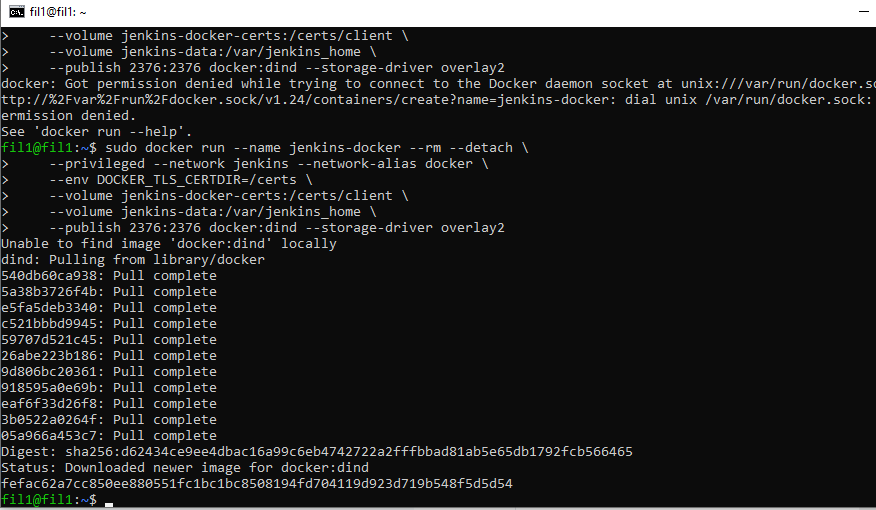 fil1@fil1: ~
>     --volume jenkins-docker-certs:/certs/client \
>     --volume jenkins-data:/var/jenkins_home \
>     --publish 2376:2376 docker:dind --storage-driver overlay2
docker: Got permission denied while trying to connect to the Docker daemon socket at unix:///var/run/docker.so
ttp://%2Fvar%2Frun%2Fdocker.sock/v1.24/containers/create?name=jenkins-docker: dial unix /var/run/docker.sock:
ermission denied.
See 'docker run --help'.
fil1@fil1:~$ sudo docker run --name jenkins-docker --rm --detach \
>     --privileged --network jenkins --network-alias docker \
>     --env DOCKER_TLS_CERTDIR=/certs \
>     --volume jenkins-docker-certs:/certs/client \
>     --volume jenkins-data:/var/jenkins_home \
>     --publish 2376:2376 docker:dind --storage-driver overlay2
Unable to find image 'docker:dind' locally
dind: Pulling from library/docker
540db60ca938: Pull complete
5a38b3726f4b: Pull complete
e5fa5deb3340: Pull complete
c521bbbd9945: Pull complete
59707d521c45: Pull complete
26abe223b186: Pull complete
9d806bc20361: Pull complete
918595a0e69b: Pull complete
eaf6f33d26f8: Pull complete
3b0522a0264f: Pull complete
05a966a453c7: Pull complete
Digest: sha256:d62434ce9ee4dbac16a99c6eb4742722a2fffbbad81ab5e65db1792fcb566465
Status: Downloaded newer image for docker:dind
fefac62a7cc850ee880551fc1bc1bc8508194fd704119d923d719b548f5d5d54
fil1@fil1:~$